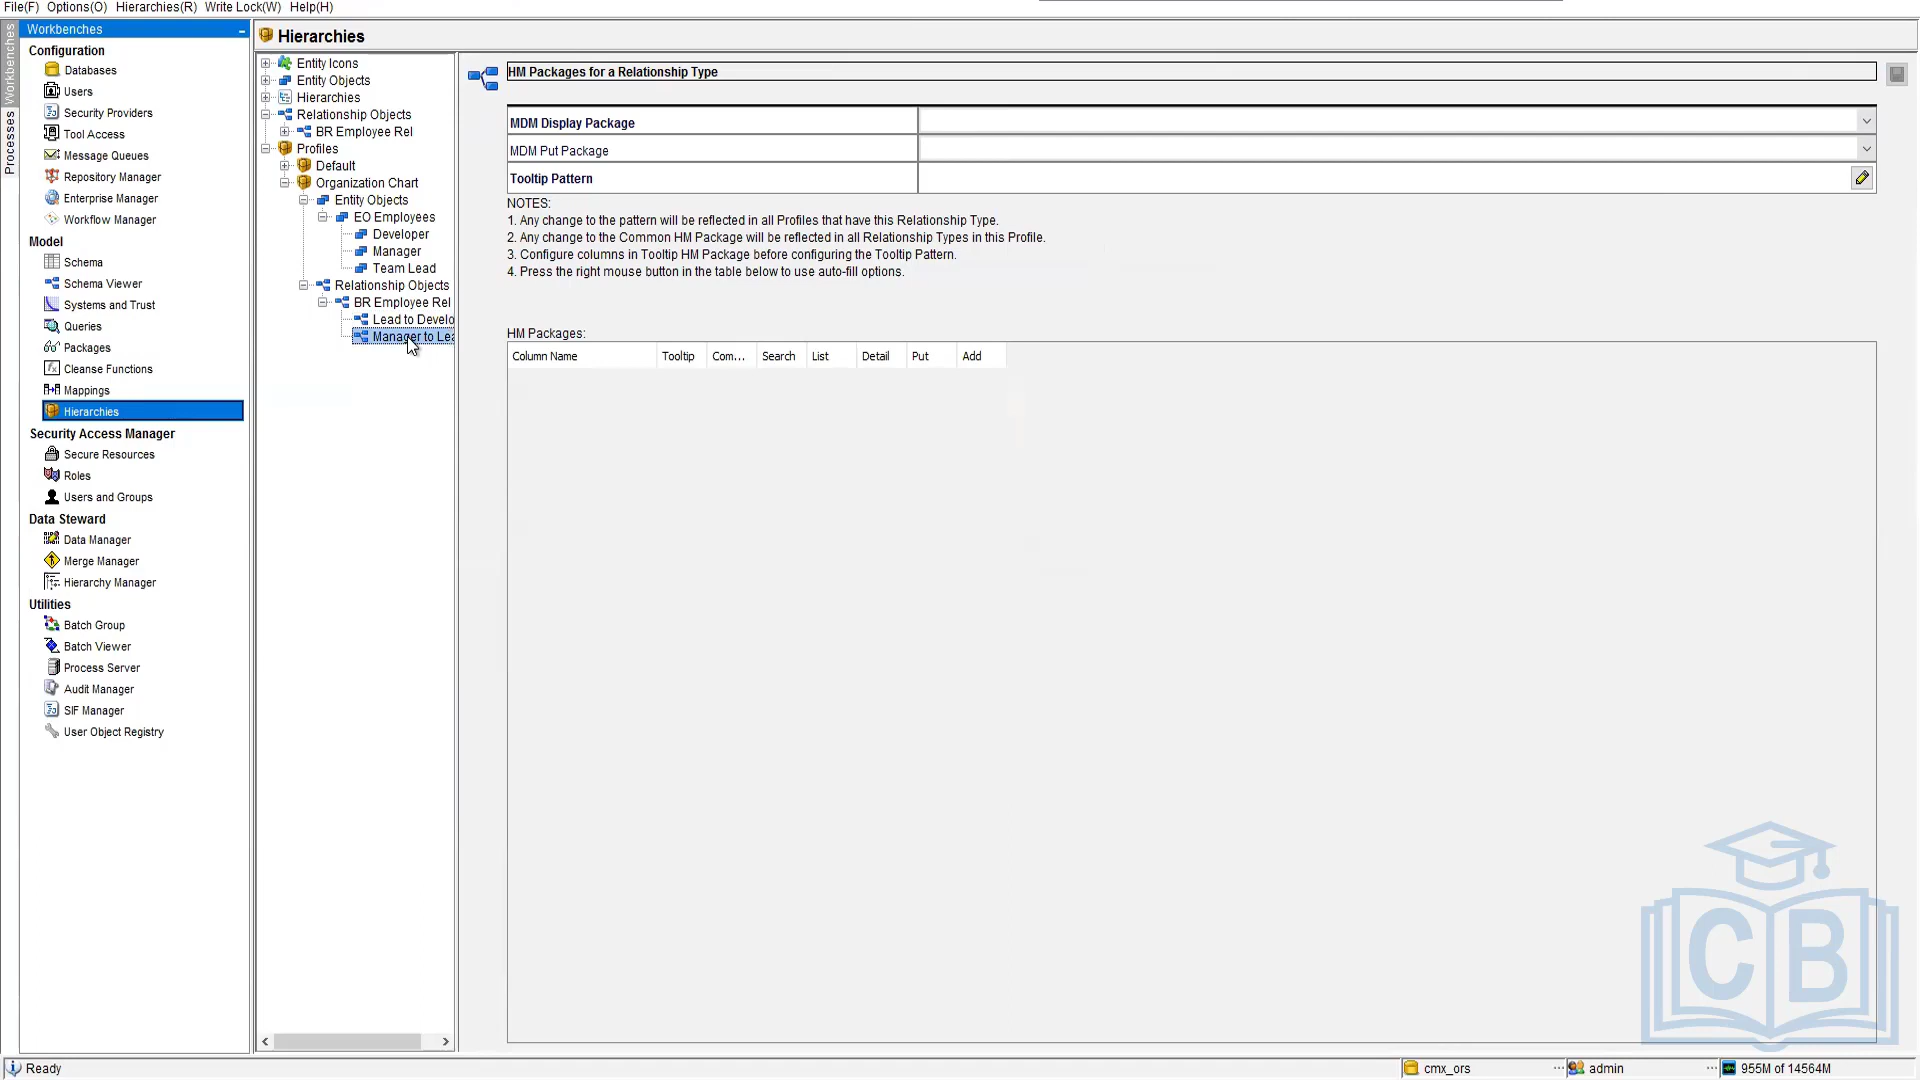 File(F) Options(O) Hierarchies(R) Write Lock(W) Help(H)
Workbenches
Processes
Workbenches
Configuration
Databases
Users
Security Providers
Tool Access
Message Queues
Repository Manager
Enterprise Manager
Workflow Manager
Model
Schema
Schema Viewer
Systems and Trust
Queries
Packages
Cleanse Functions
Mappings
Hierarchies
Security Access Manager
Secure Resources
Roles
Users and Groups
Data Steward
Data Manager
Merge Manager
Hierarchy Manager
Utilities
Batch Group
Batch Viewer
Process Server
Audit Manager
SIF Manager
User Object Registry
Hierarchies
Entity Icons
Entity Objects
Hierarchies
Relationship Objects
BR Employee Rel
Profiles
Default
Organization Chart
Entity Objects
EO Employees
Developer
Manager
Team Lead
Relationship Objects
BR Employee Rel
Lead to Develo
Manager to Lea
HM Packages for a Relationship Type
MDM Display Package
MDM Put Package
Tooltip Pattern
NOTES:
1. Any change to the pattern will be reflected in all Profiles that have this Relationship Type.
2. Any change to the Common HM Package will be reflected in all Relationship Types in this Profile.
3. Configure columns in Tooltip HM Package before configuring the Tooltip Pattern.
4. Press the right mouse button in the table below to use auto-fill options.
HM Packages:
Column Name Tooltip Com... Search List Detail Put Add
CB
Ready cmx_ors ... admin ... 955M of 14564M